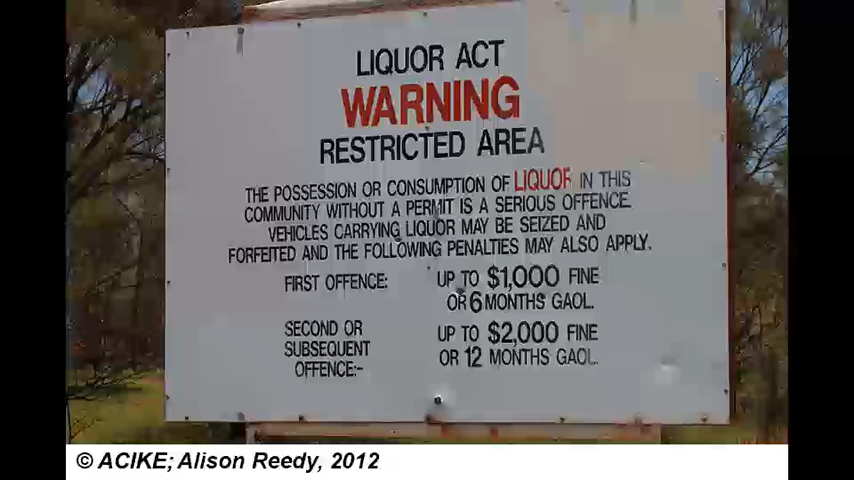 LIQUOR ACT
WARNING
RESTRICTED AREA
THE POSSESSION OR CONSUMPTION OF LIQUOR IN THIS
COMMUNITY WITHOUT A PERMIT IS A SERIOUS OFFENCE.
VEHICLES CARRYING LIQUOR MAY BE SEIZED AND
FORFEITED AND THE FOLLOWING PENALTIES MAY ALSO APPLY.
FIRST OFFENCE: UP TO $1,000 FINE
OR 6 MONTHS GAOL.
SECOND OR UP TO $2,000 FINE
SUBSEQUENT OR 12 MONTHS GAOL.
OFFENCE:-
© ACIKE; Alison Reedy, 2012